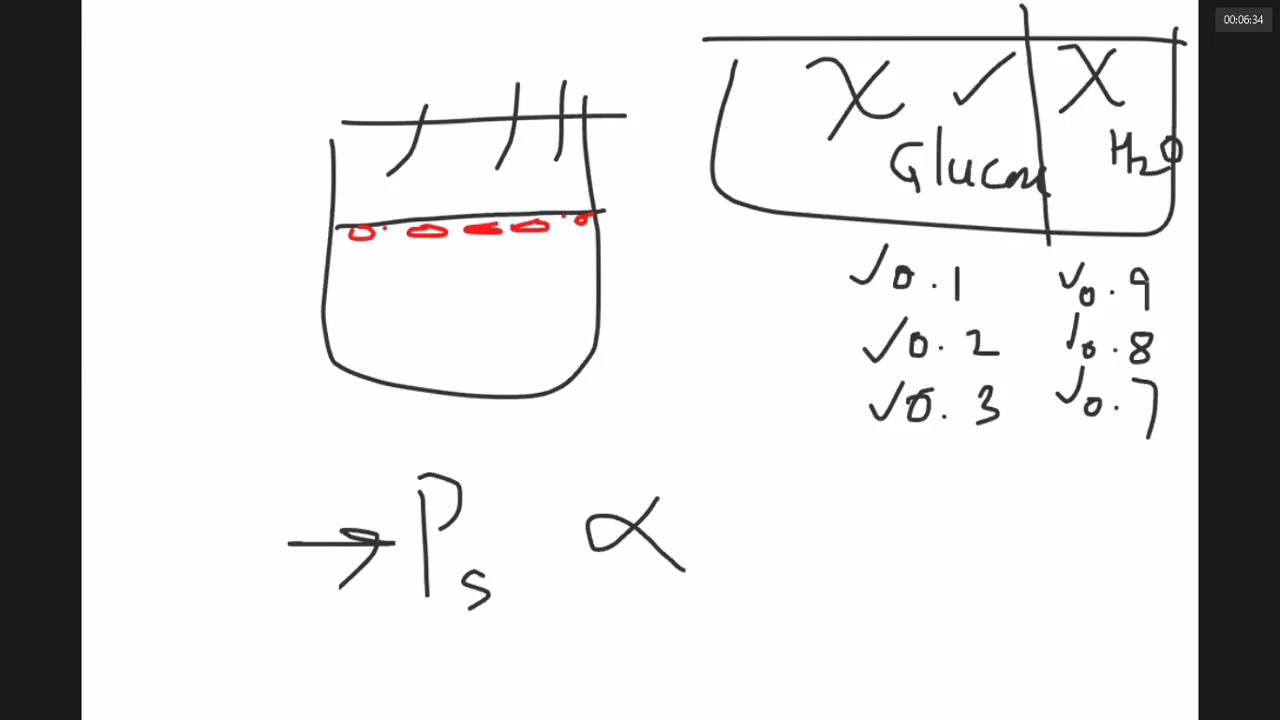 00:06:34
χ ✓ χ
Glucose H₂O
✓0.1 ✓0.9
✓0.2 ✓0.8
✓0.3 ✓0.7
→ Pₛ ∝